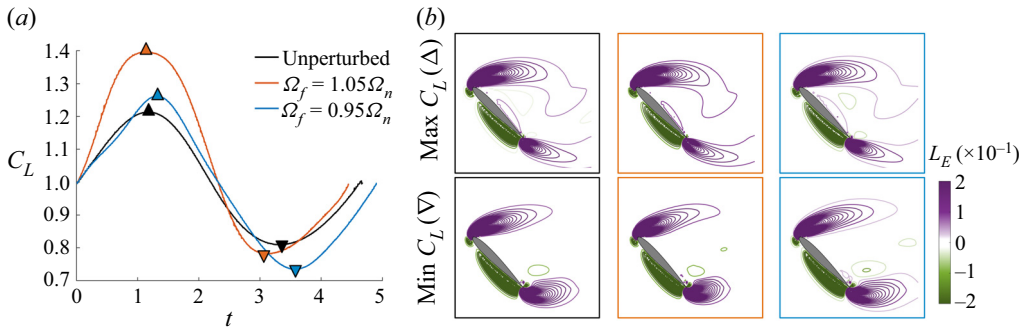 (a)
1.4
1.3
1.2
1.1
1.0
0.9
0.8
0.7
C_L
0 1 2 3 4 5
t
Unperturbed
Ω_f = 1.05Ω_n
Ω_f = 0.95Ω_n
(b)
Max C_L (Δ)
Min C_L (∇)
L_E (×10⁻¹)
2
1
0
−1
−2